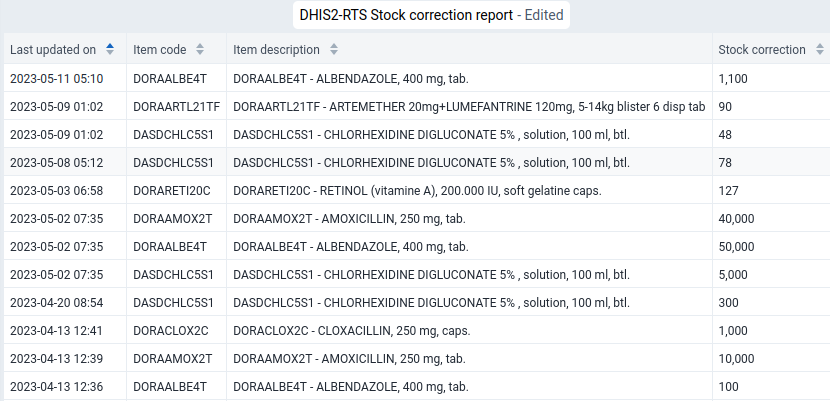 DHIS2-RTS Stock correction report - Edited
Last updated on Item code Item description Stock correction
2023-05-11 05:10 DORAALBE4T DORAALBE4T - ALBENDAZOLE, 400 mg, tab. 1,100
2023-05-09 01:02 DORAARTL21TF DORAARTL21TF - ARTEMETHER 20mg+LUMEFANTRINE 120mg, 5-14kg blister 6 disp tab 90
2023-05-09 01:02 DASDCHLC5S1 DASDCHLC5S1 - CHLORHEXIDINE DIGLUCONATE 5% , solution, 100 ml, btl. 48
2023-05-08 05:12 DASDCHLC5S1 DASDCHLC5S1 - CHLORHEXIDINE DIGLUCONATE 5% , solution, 100 ml, btl. 78
2023-05-03 06:58 DORARETI20C DORARETI20C - RETINOL (vitamine A), 200.000 IU, soft gelatine caps. 127
2023-05-02 07:35 DORAAMOX2T DORAAMOX2T - AMOXICILLIN, 250 mg, tab. 40,000
2023-05-02 07:35 DORAALBE4T DORAALBE4T - ALBENDAZOLE, 400 mg, tab. 50,000
2023-05-02 07:35 DASDCHLC5S1 DASDCHLC5S1 - CHLORHEXIDINE DIGLUCONATE 5% , solution, 100 ml, btl. 5,000
2023-04-20 08:54 DASDCHLC5S1 DASDCHLC5S1 - CHLORHEXIDINE DIGLUCONATE 5% , solution, 100 ml, btl. 300
2023-04-13 12:41 DORACLOX2C DORACLOX2C - CLOXACILLIN, 250 mg, caps. 1,000
2023-04-13 12:39 DORAAMOX2T DORAAMOX2T - AMOXICILLIN, 250 mg, tab. 10,000
2023-04-13 12:36 DORAALBE4T DORAALBE4T - ALBENDAZOLE, 400 mg, tab. 100